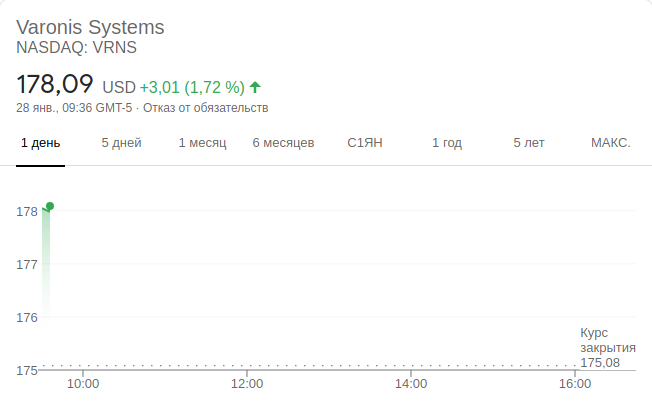 Varonis Systems
NASDAQ: VRNS
178,09 USD +3,01 (1,72 %)
28 янв., 09:36 GMT-5 · Отказ от обязательств
1 день 5 дней 1 месяц 6 месяцев С1ЯН 1 год 5 лет МАКС.
178
177
176
Курс
закрытия
175,08
175
10:00 12:00 14:00 16:00